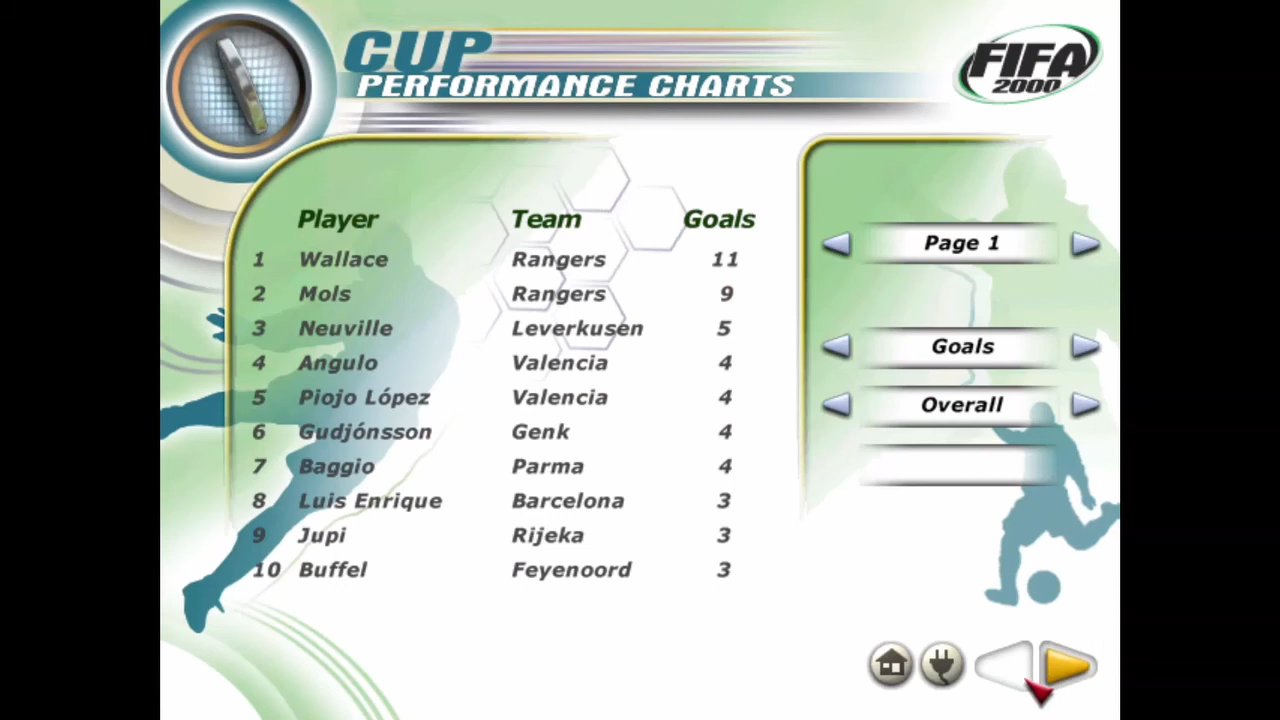 CUP
PERFORMANCE CHARTS
FIFA
2000
Player Team Goals
1 Wallace Rangers 11
2 Mols Rangers 9
3 Neuville Leverkusen 5
4 Angulo Valencia 4
5 Piojo López Valencia 4
6 Gudjónsson Genk 4
7 Baggio Parma 4
8 Luis Enrique Barcelona 3
9 Jupi Rijeka 3
10 Buffel Feyenoord 3
Page 1
Goals
Overall